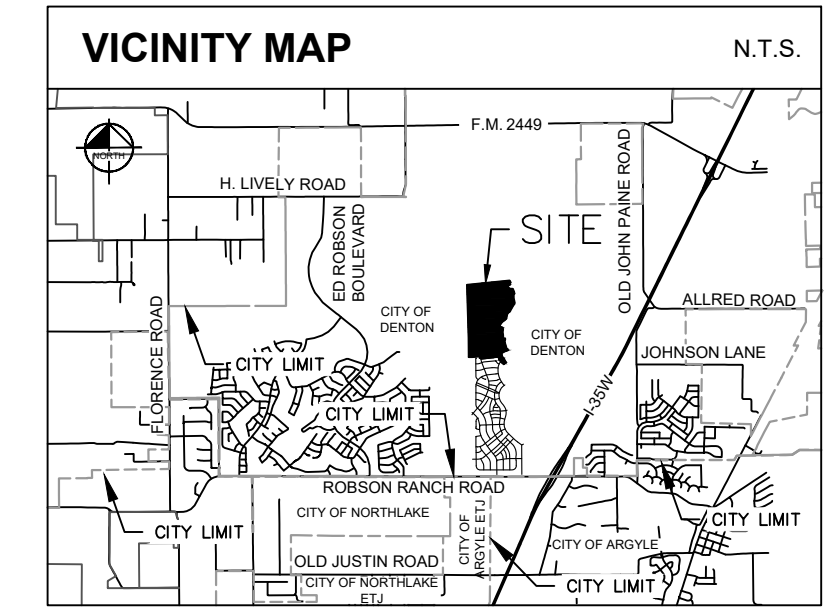 VICINITY MAP
N.T.S.
F.M. 2449
NORTH
H. LIVELY ROAD
ED ROBSON
BOULEVARD
OLD JOHN PAINE ROAD
SITE
FLORENCE ROAD
CITY OF
DENTON
ALLRED ROAD
CITY OF
DENTON
JOHNSON LANE
CITY LIMIT
I-35W
CITY LIMIT
ROBSON RANCH ROAD
CITY OF NORTHLAKE
CITY OF
ARGYLE ETJ
CITY LIMIT
CITY LIMIT
CITY OF ARGYLE
OLD JUSTIN ROAD
CITY OF NORTHLAKE
ETJ
CITY LIMIT